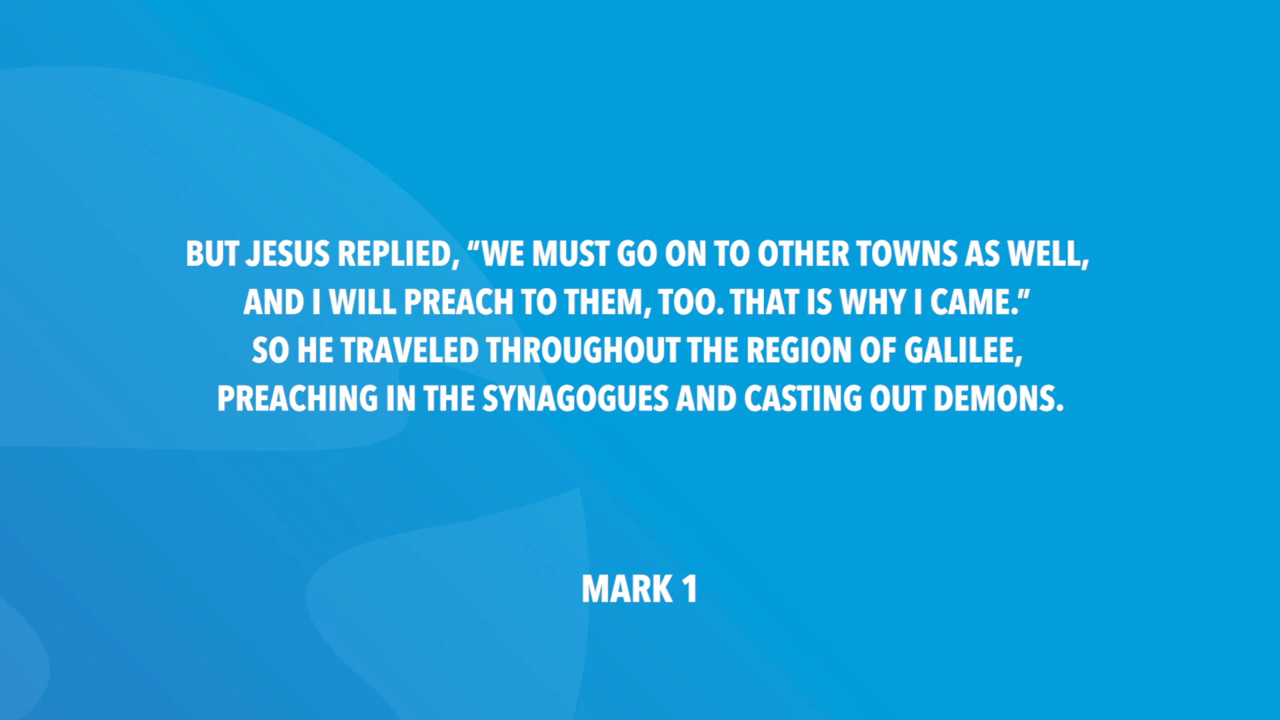 BUT JESUS REPLIED, “WE MUST GO ON TO OTHER TOWNS AS WELL,
AND I WILL PREACH TO THEM, TOO. THAT IS WHY I CAME.”
SO HE TRAVELED THROUGHOUT THE REGION OF GALILEE,
PREACHING IN THE SYNAGOGUES AND CASTING OUT DEMONS.
MARK 1